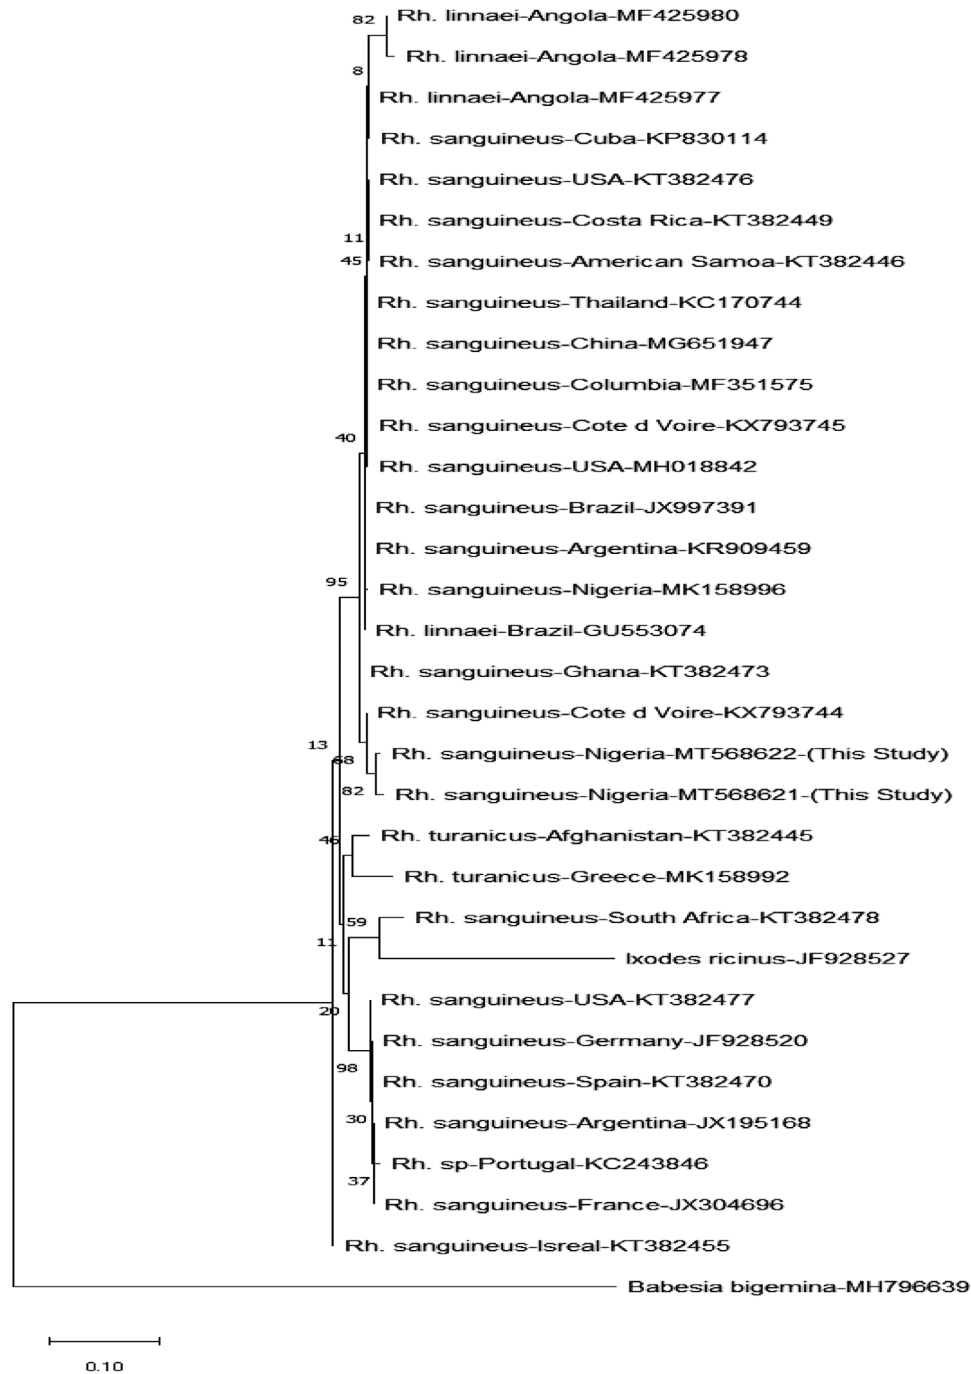 82
Rh. linnaei-Angola-MF425980
Rh. linnaei-Angola-MF425978
8
Rh. linnaei-Angola-MF425977
Rh. sanguineus-Cuba-KP830114
Rh. sanguineus-USA-KT382476
Rh. sanguineus-Costa Rica-KT382449
11
45
Rh. sanguineus-American Samoa-KT382446
Rh. sanguineus-Thailand-KC170744
Rh. sanguineus-China-MG651947
Rh. sanguineus-Columbia-MF351575
Rh. sanguineus-Cote d Voire-KX793745
40
Rh. sanguineus-USA-MH018842
Rh. sanguineus-Brazil-JX997391
Rh. sanguineus-Argentina-KR909459
95
Rh. sanguineus-Nigeria-MK158996
Rh. linnaei-Brazil-GU553074
Rh. sanguineus-Ghana-KT382473
Rh. sanguineus-Cote d Voire-KX793744
13
68
Rh. sanguineus-Nigeria-MT568622-(This Study)
82
Rh. sanguineus-Nigeria-MT568621-(This Study)
46
Rh. turanicus-Afghanistan-KT382445
Rh. turanicus-Greece-MK158992
59
Rh. sanguineus-South Africa-KT382478
11
Ixodes ricinus-JF928527
Rh. sanguineus-USA-KT382477
20
Rh. sanguineus-Germany-JF928520
98
Rh. sanguineus-Spain-KT382470
30
Rh. sanguineus-Argentina-JX195168
Rh. sp-Portugal-KC243846
37
Rh. sanguineus-France-JX304696
Rh. sanguineus-Isreal-KT382455
Babesia bigemina-MH796639
0.10